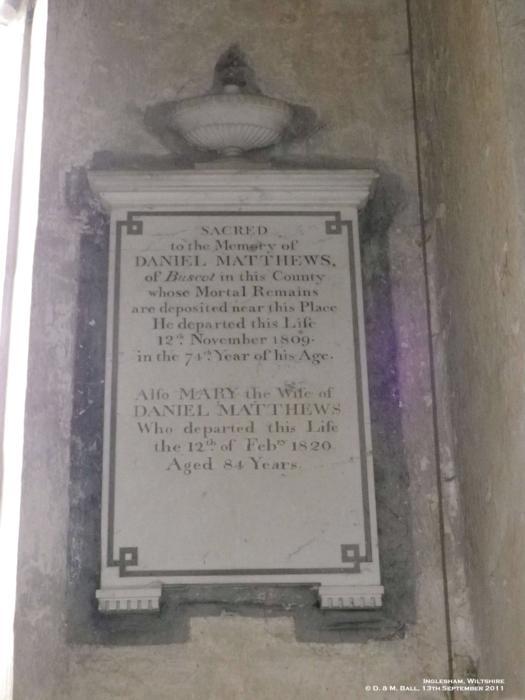 SACRED
to the Memory of
DANIEL MATTHEWS,
of Buscot in this County
whose Mortal Remains
are deposited near this Place
He departed this Life
12th November 1809.
in the 74th Year of his Age.
Also MARY the Wife of
DANIEL MATTHEWS
Who departed this Life
the 12th of Febry 1820
Aged 84 Years.
Inglesham, Wiltshire
© D. & M. Ball, 13th September 2011